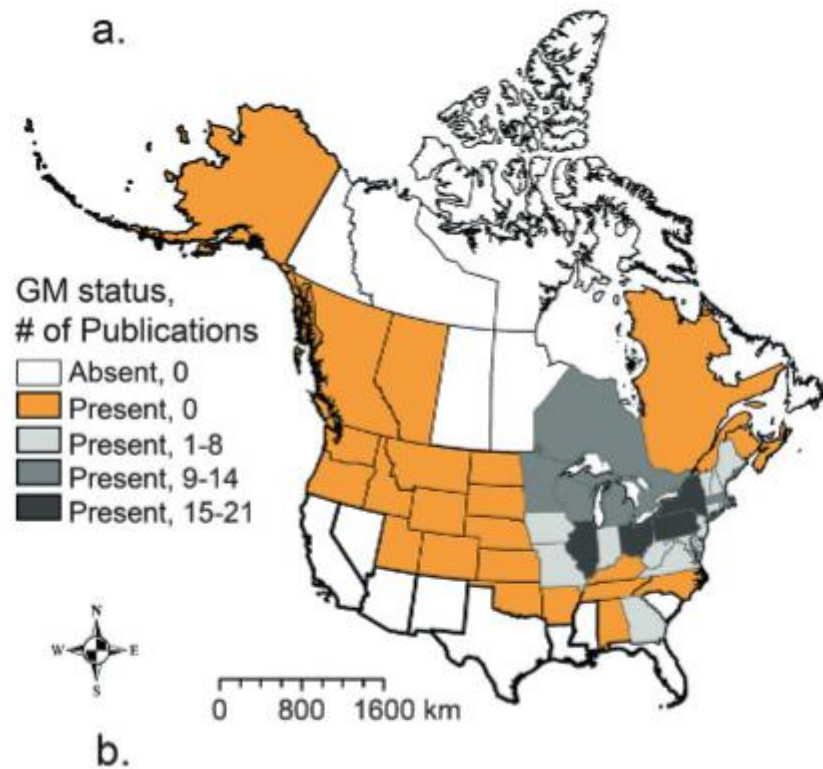 a.
GM status,
# of Publications
Absent, 0
Present, 0
Present, 1-8
Present, 9-14
Present, 15-21
N
W E
S
0 800 1600 km
b.